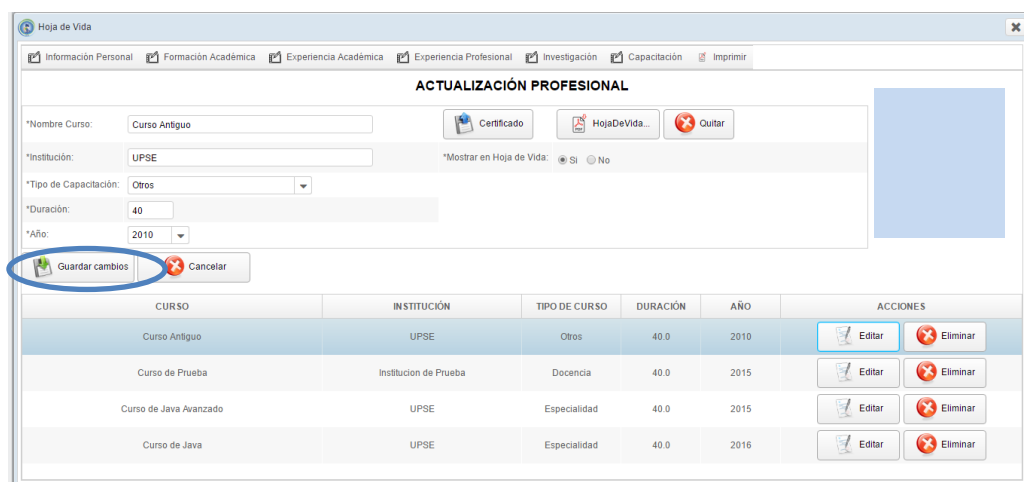 Hoja de Vida
Información Personal Formación Académica Experiencia Académica Experiencia Profesional Investigación Capacitación Imprimir
ACTUALIZACIÓN PROFESIONAL
*Nombre Curso: Curso Antiguo Certificado HojaDeVida... Quitar
*Institución: UPSE *Mostrar en Hoja de Vida: Si No
*Tipo de Capacitación: Otros
*Duración: 40
*Año: 2010
Guardar cambios Cancelar
CURSO INSTITUCIÓN TIPO DE CURSO DURACIÓN AÑO ACCIONES
Curso Antiguo UPSE Otros 40.0 2010 Editar Eliminar
Curso de Prueba Institucion de Prueba Docencia 40.0 2015 Editar Eliminar
Curso de Java Avanzado UPSE Especialidad 40.0 2015 Editar Eliminar
Curso de Java UPSE Especialidad 40.0 2016 Editar Eliminar